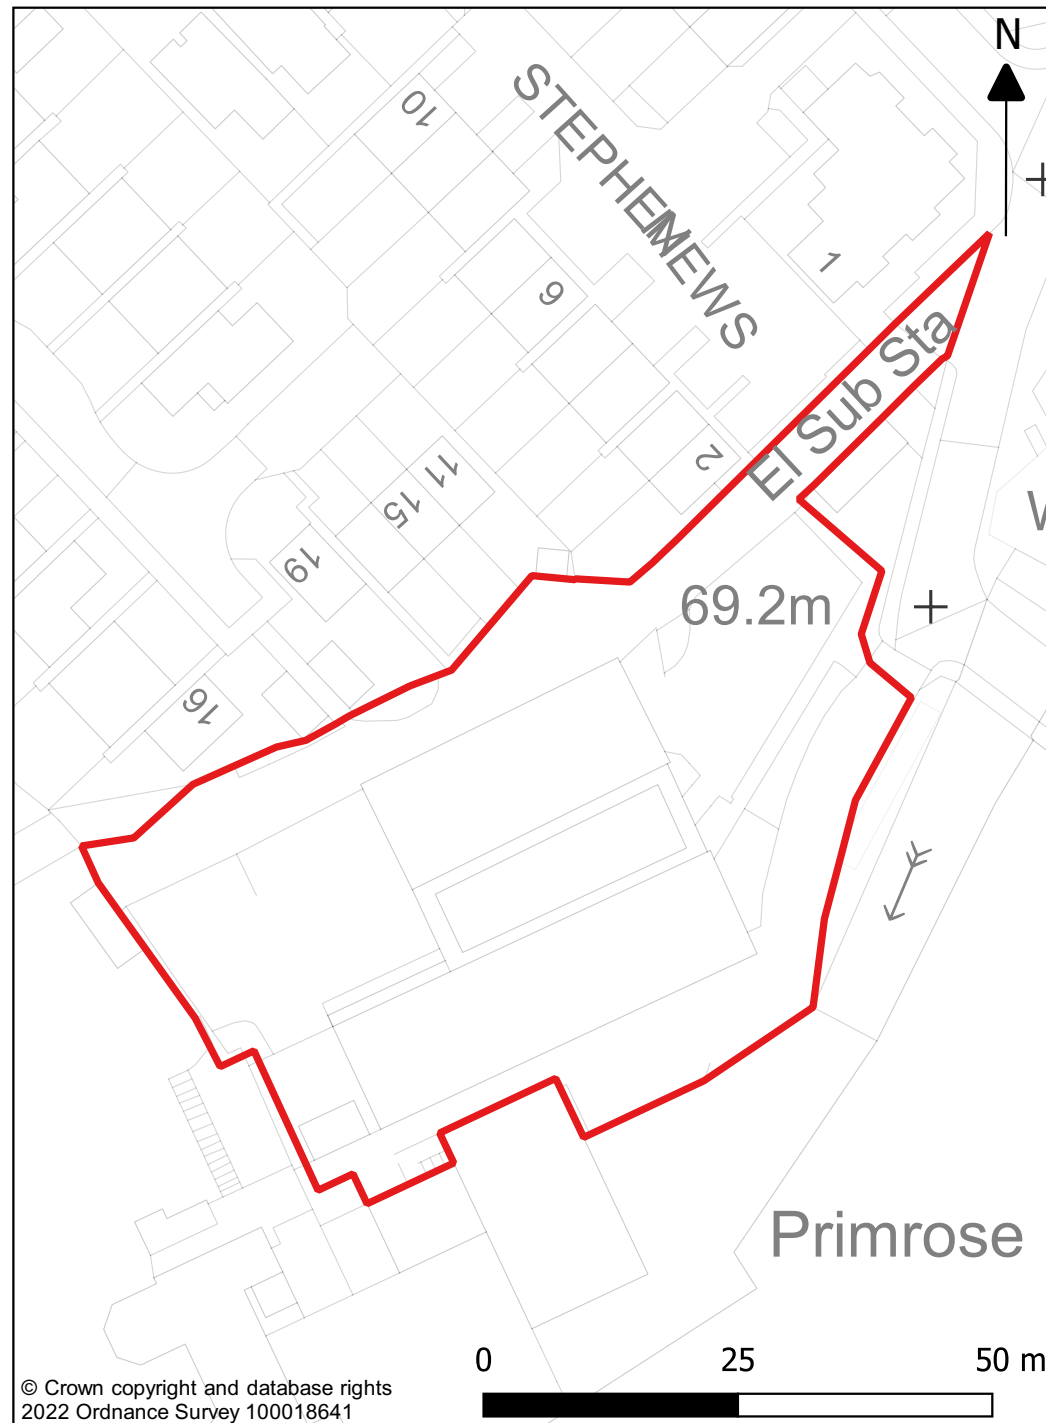 N
10
STEPHEN
MEWS
1
9
El Sub Sta
2
11
15
19
69.2m
16
Primrose
0 25 50 m
© Crown copyright and database rights
2022 Ordnance Survey 100018641